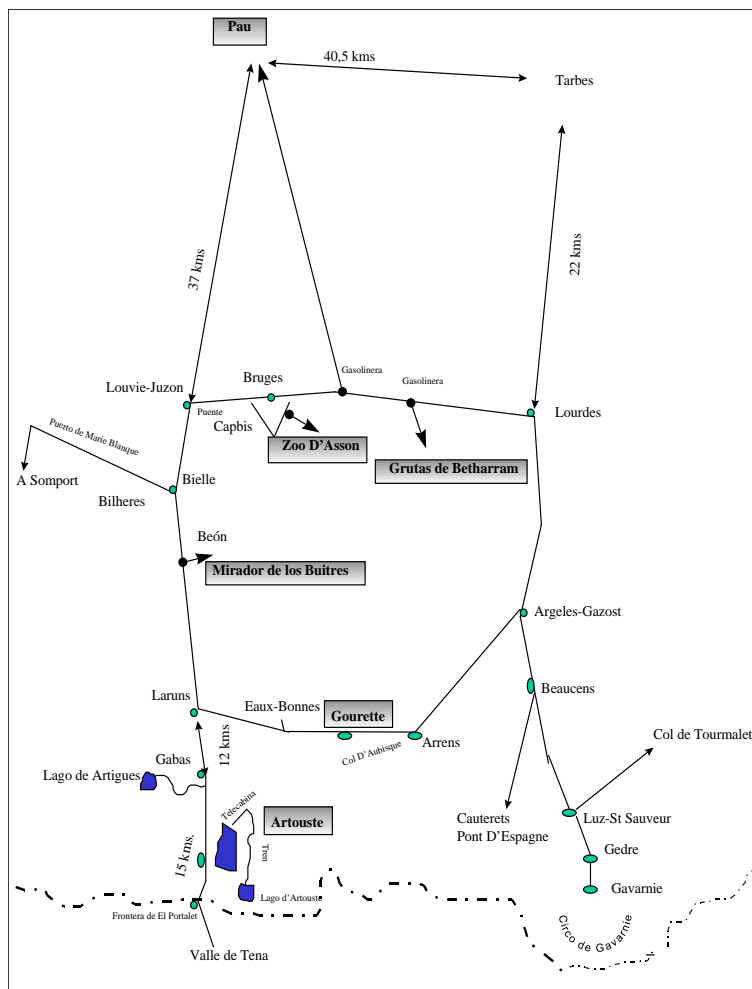 Pau
40,5 kms
Tarbes
37 kms
22 kms
Louvie-Juzon
Bruges
Gasolinera
Gasolinera
Lourdes
Puente
Capbis
Zoo D'Asson
Grutas de Betharram
Puerto de Marie Blanque
A Somport
Bielle
Bilheres
Beón
Mirador de los Buitres
Argeles-Gazost
Beaucens
Laruns
Eaux-Bonnes
Gourette
Col D'Aubisque
Arrens
Col de Tourmalet
12 kms
Gabas
Lago de Artigues
Telecabina
Artouste
Cauterets
Pont D'Espagne
Luz-St Sauveur
15 kms.
Tren
Gedre
Lago d'Artouste
Gavarnie
Frontera de El Portalet
Circo de Gavarnie
Valle de Tena